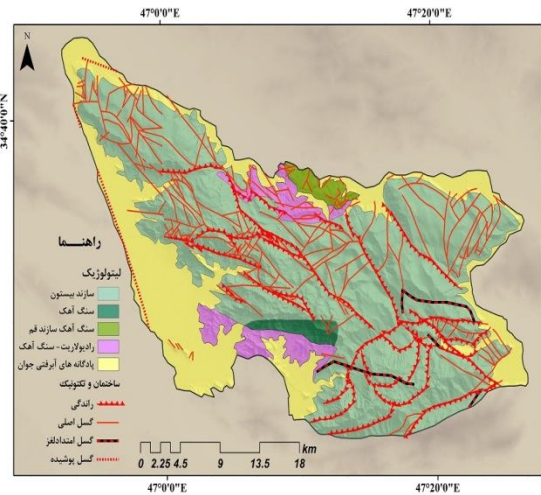 47°0'0"E
47°20'0"E
N
34°40'0"N
راهنما
لیتولوژیک
سازند بیستون
سنگ آهک
سنگ آهک سازند قم
رادیولاریت - سنگ آهک
پادگانه های آبرفتی جوان
ساختمان و تکتونیک
راندگی
گسل اصلی
گسل امتدادلغز
گسل پوشیده
km
0 2.25 4.5 9 13.5 18
47°0'0"E
47°20'0"E